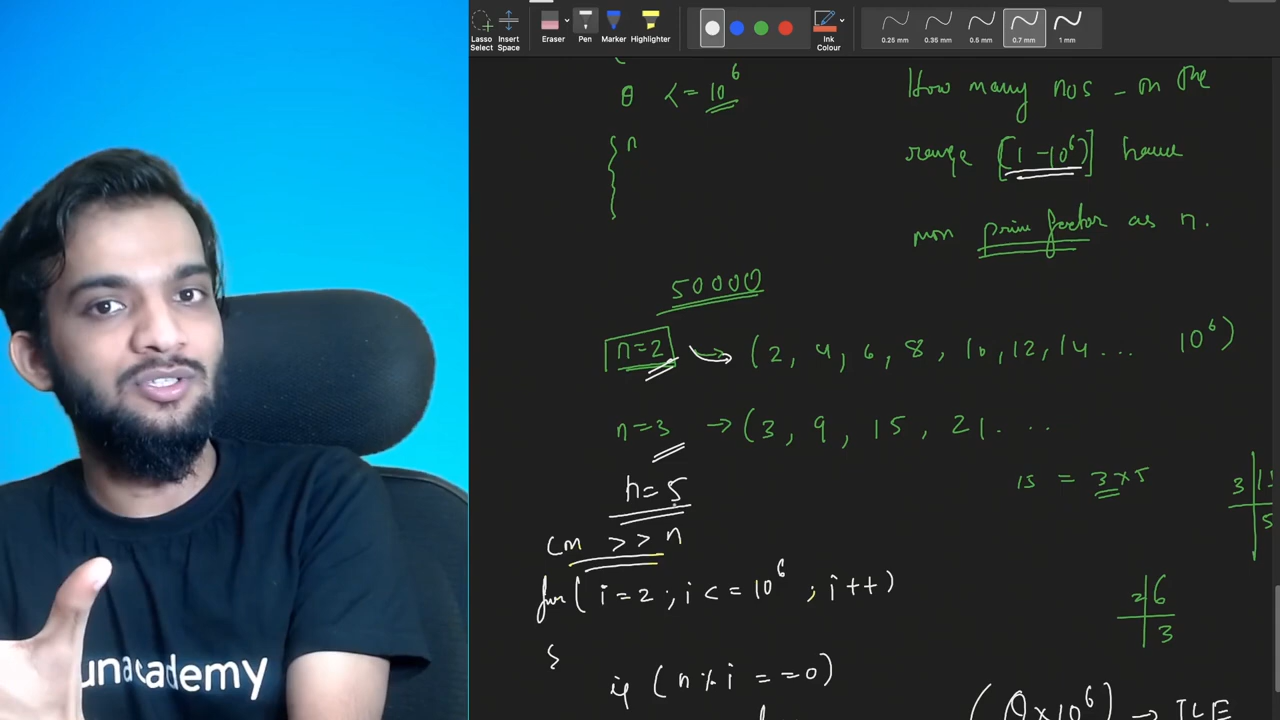 Lasso Select
Insert Space
Eraser
Pen
Marker
Highlighter
Ink Colour
0.25 mm
0.35 mm
0.5 mm
0.7 mm
1 mm
θ <= 10^6
{ n
How many nos in the
range [1-10^6] have
min prime factor as n.
50000
n=2 → (2, 4, 6, 8, 10, 12, 14 ... 10^6)
n=3 → (3, 9, 15, 21. ...
15 = 3×5
3 | 15
5
n=5
cin >> n
for( i=2 ; i <= 10^6 ; i++)
{
2 | 6
3
if (n % i == 0)
(θ×10^6) → TLE
unacademy